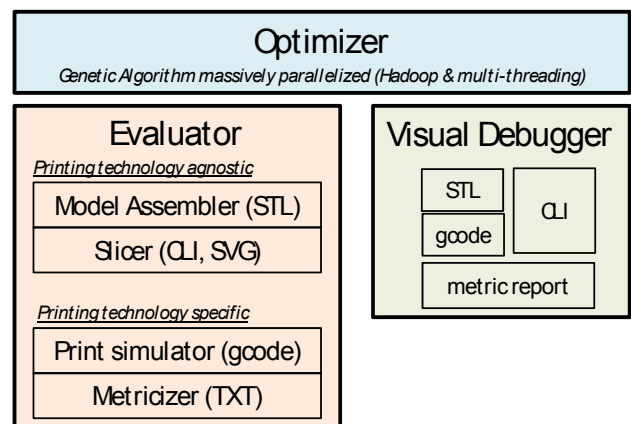 Optimizer
Genetic Algorithm massively parallelized (Hadoop & multi-threading)
Evaluator
Printing technology agnostic
Model Assembler (STL)
Slicer (CLI, SVG)
Printing technology specific
Print simulator (gcode)
Metricizer (TXT)
Visual Debugger
STL
gcode
CLI
metric report